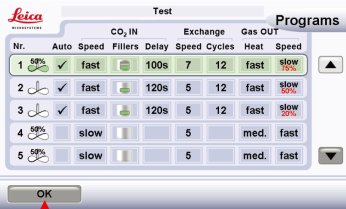 Test
Programs
Leica
MICROSYSTEMS
CO₂ IN Exchange Gas OUT
Nr. Auto Speed Fillers Delay Speed Cycles Heat Speed
1 50% ✓ fast 100s 7 12 fast slow 75%
2 ✓ fast 120s 5 12 fast slow 50%
3 ✓ fast 120s 5 12 fast slow 20%
4 50% slow 5 med. fast
5 50% slow 5 med. fast
OK